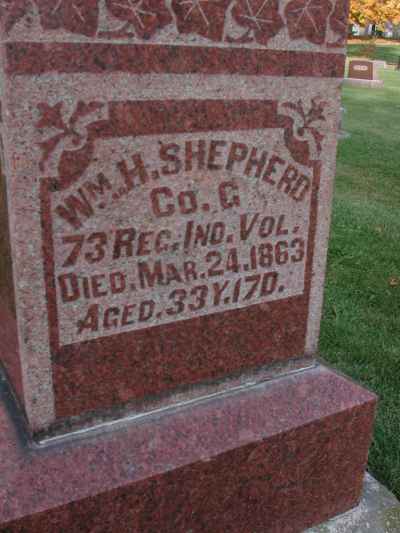 WM. H. SHEPHERD
CO. G
73 REG. IND. VOL.
DIED. MAR. 24. 1863
AGED. 33Y. 17D.